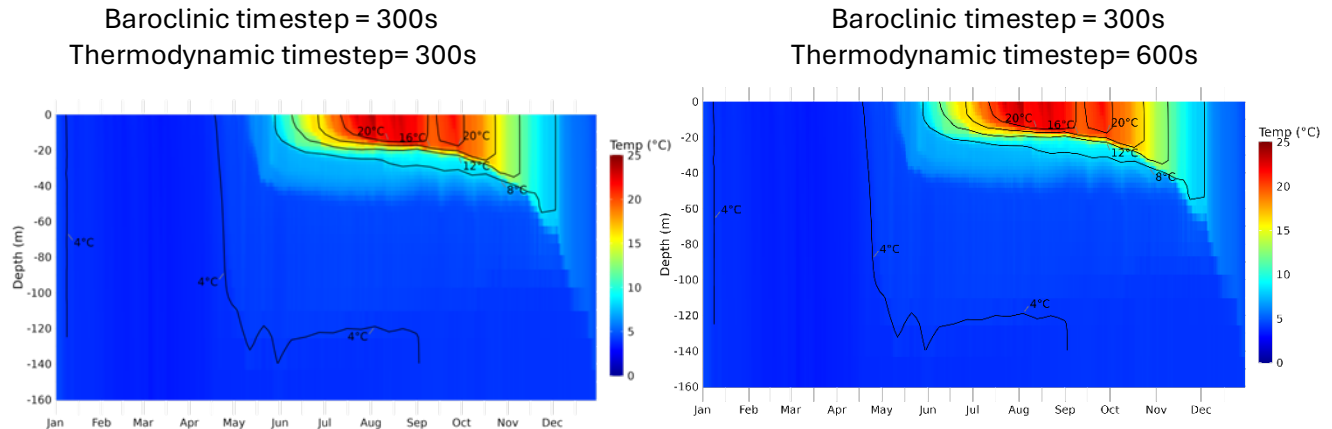 Baroclinic timestep = 300s
Thermodynamic timestep= 300s
0
-20
-40
-60
-80
-100
-120
-140
-160
Depth (m)
20°C
16°C
20°C
12°C
8°C
4°C
4°C
4°C
Jan Feb Mar Apr May Jun Jul Aug Sep Oct Nov Dec
Temp (°C)
25
20
15
10
5
0
Baroclinic timestep = 300s
Thermodynamic timestep= 600s
0
-20
-40
-60
-80
-100
-120
-140
-160
Depth (m)
20°C
16°C
20°C
12°C
8°C
4°C
4°C
4°C
Jan Feb Mar Apr May Jun Jul Aug Sep Oct Nov Dec
Temp (°C)
25
20
15
10
5
0